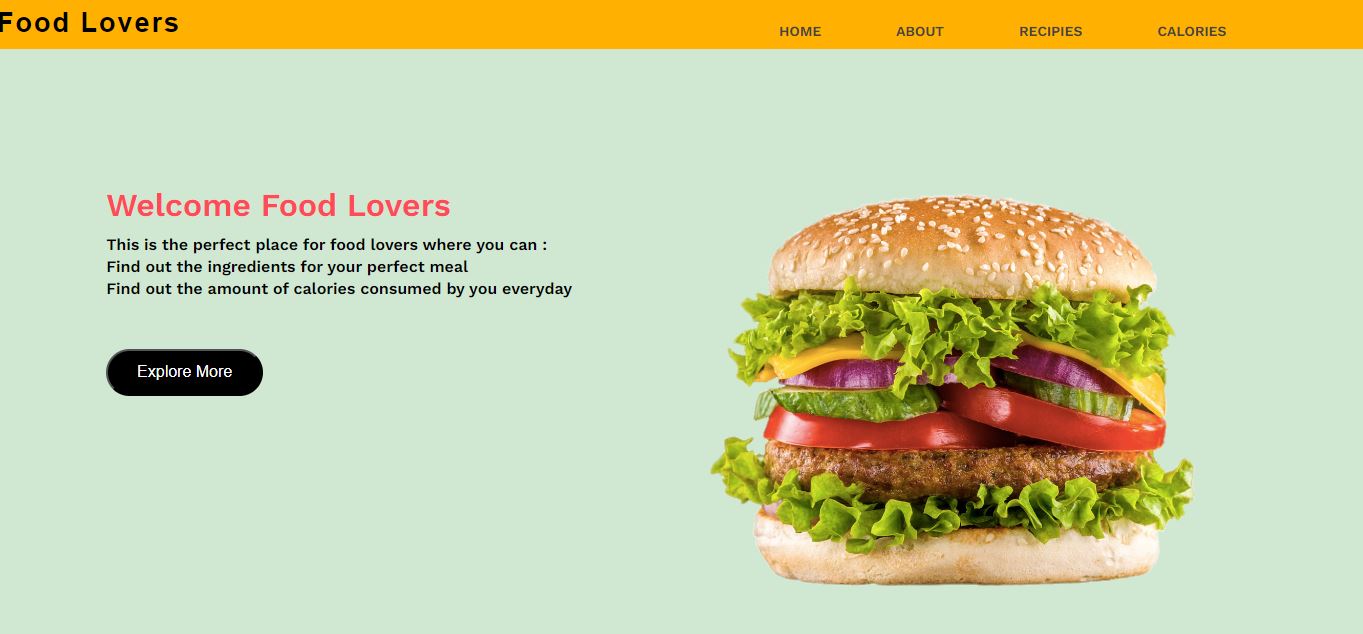 Food Lovers
HOME ABOUT RECIPIES CALORIES
Welcome Food Lovers
This is the perfect place for food lovers where you can :
Find out the ingredients for your perfect meal
Find out the amount of calories consumed by you everyday
Explore More